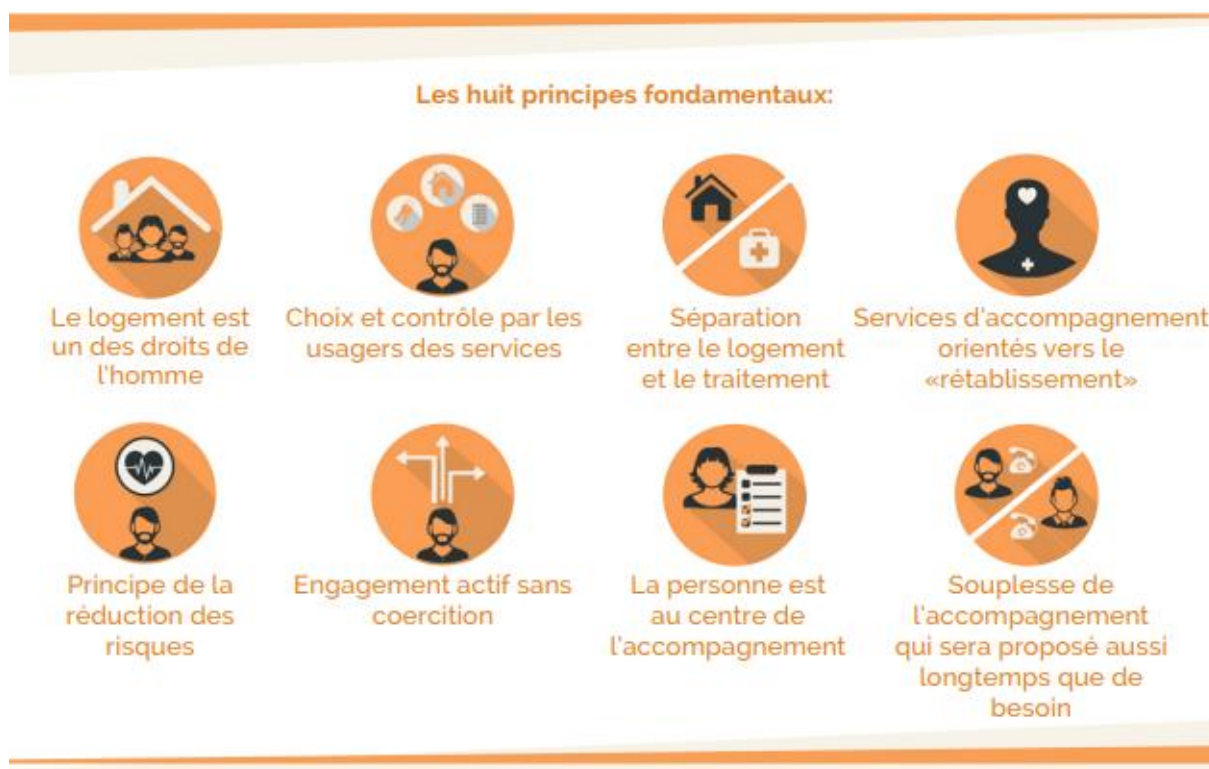 Les huit principes fondamentaux:
Le logement est
un des droits de
l'homme
Choix et contrôle par les
usagers des services
Séparation
entre le logement
et le traitement
Services d'accompagnement
orientés vers le
«rétablissement»
Principe de la
réduction des
risques
Engagement actif sans
coercition
La personne est
au centre de
l'accompagnement
Souplesse de
l'accompagnement
qui sera proposé aussi
longtemps que de
besoin